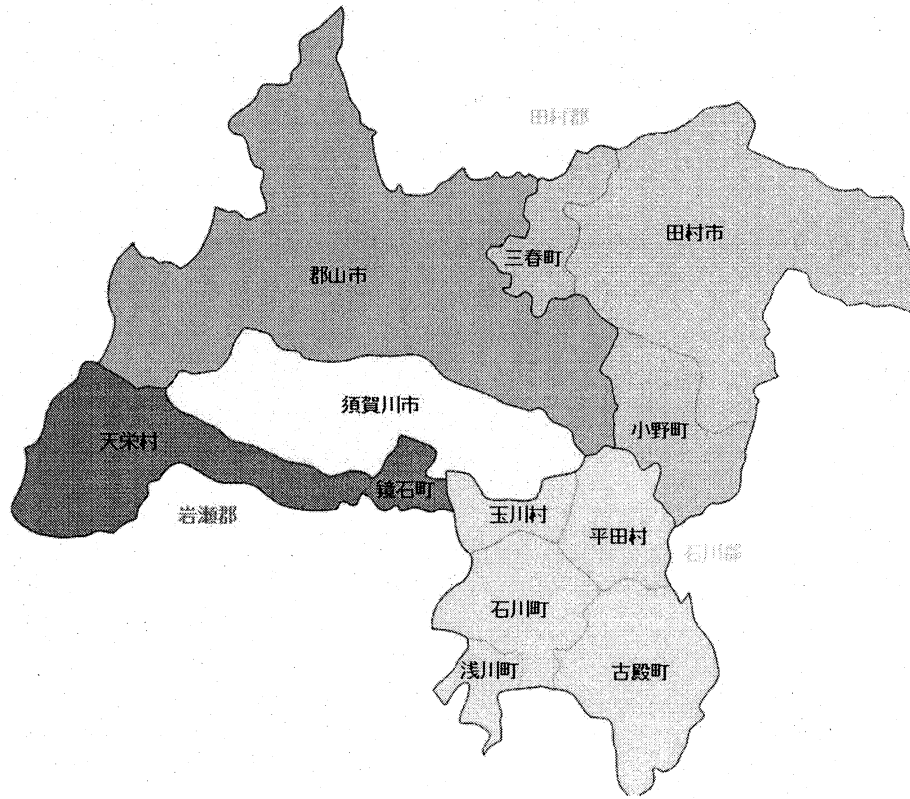 田村郡
田村市
三春町
郡山市
須賀川市
小野町
天栄村
鏡石町
玉川村
岩瀬郡
平田村
石川郡
石川町
浅川町
古殿町